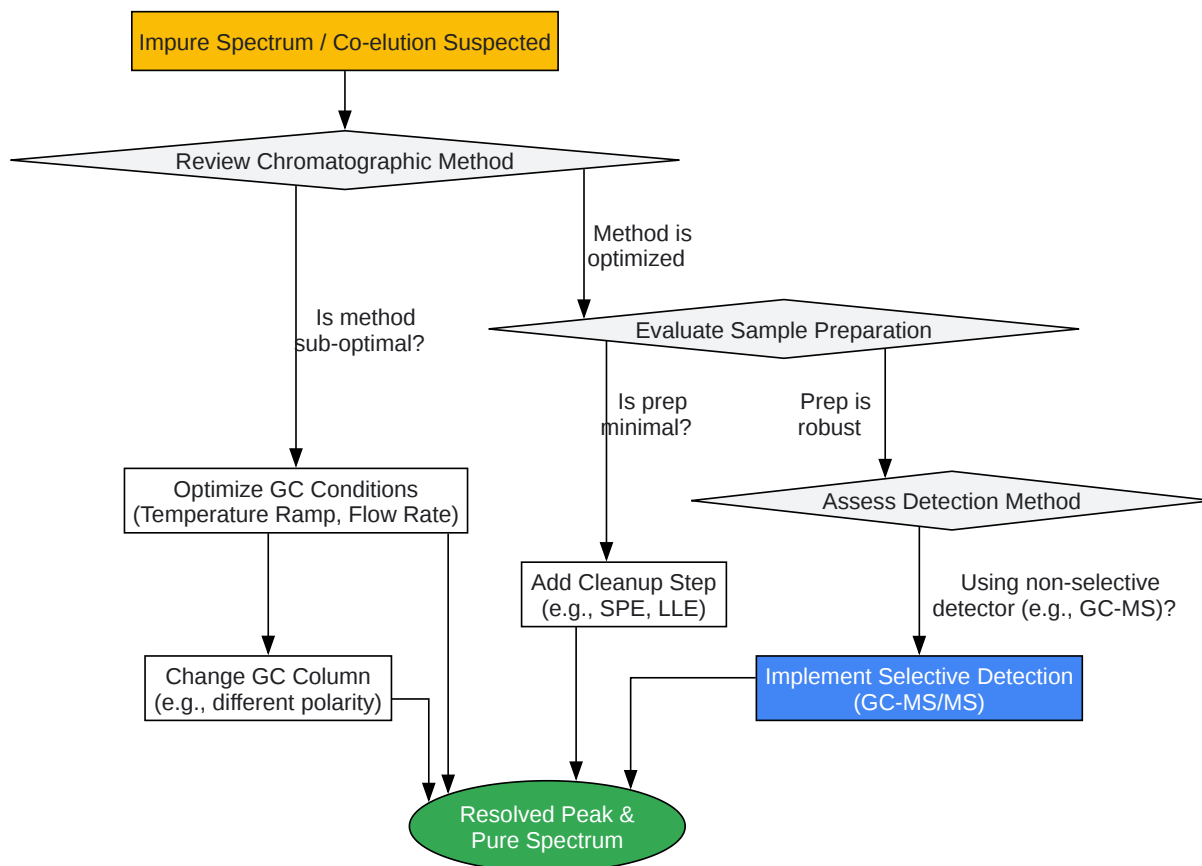 Impure Spectrum / Co-elution Suspected
Review Chromatographic Method
Method is
optimized
Is method
sub-optimal?
Evaluate Sample Preparation
Is prep
minimal?
Prep is
robust
Optimize GC Conditions
(Temperature Ramp, Flow Rate)
Assess Detection Method
Add Cleanup Step
(e.g., SPE, LLE)
Using non-selective
detector (e.g., GC-MS)?
Change GC Column
(e.g., different polarity)
Implement Selective Detection
(GC-MS/MS)
Resolved Peak &
Pure Spectrum